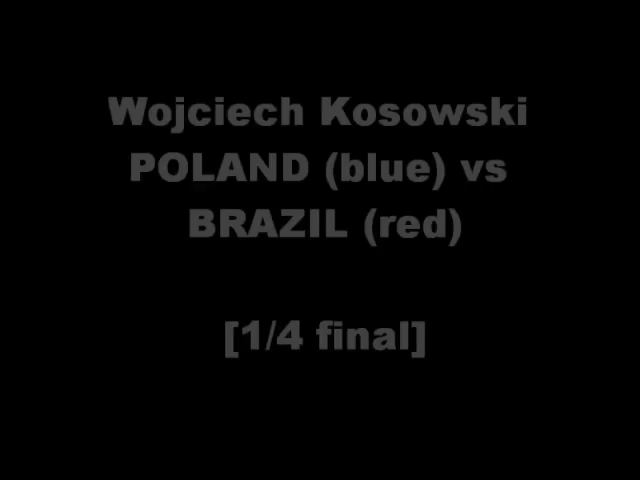 Wojciech Kosowski
POLAND (blue) vs
BRAZIL (red)
[1/4 final]